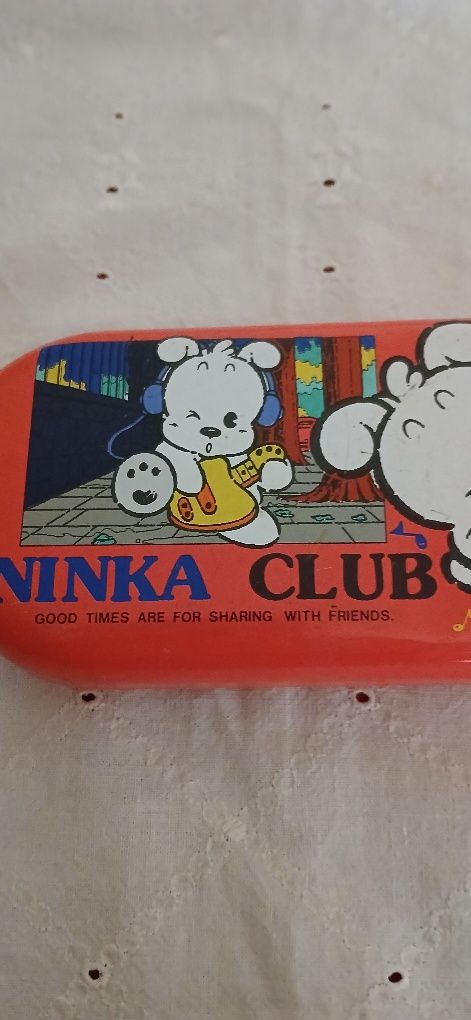 NINKA CLUB
GOOD TIMES ARE FOR SHARING WITH FRIENDS.